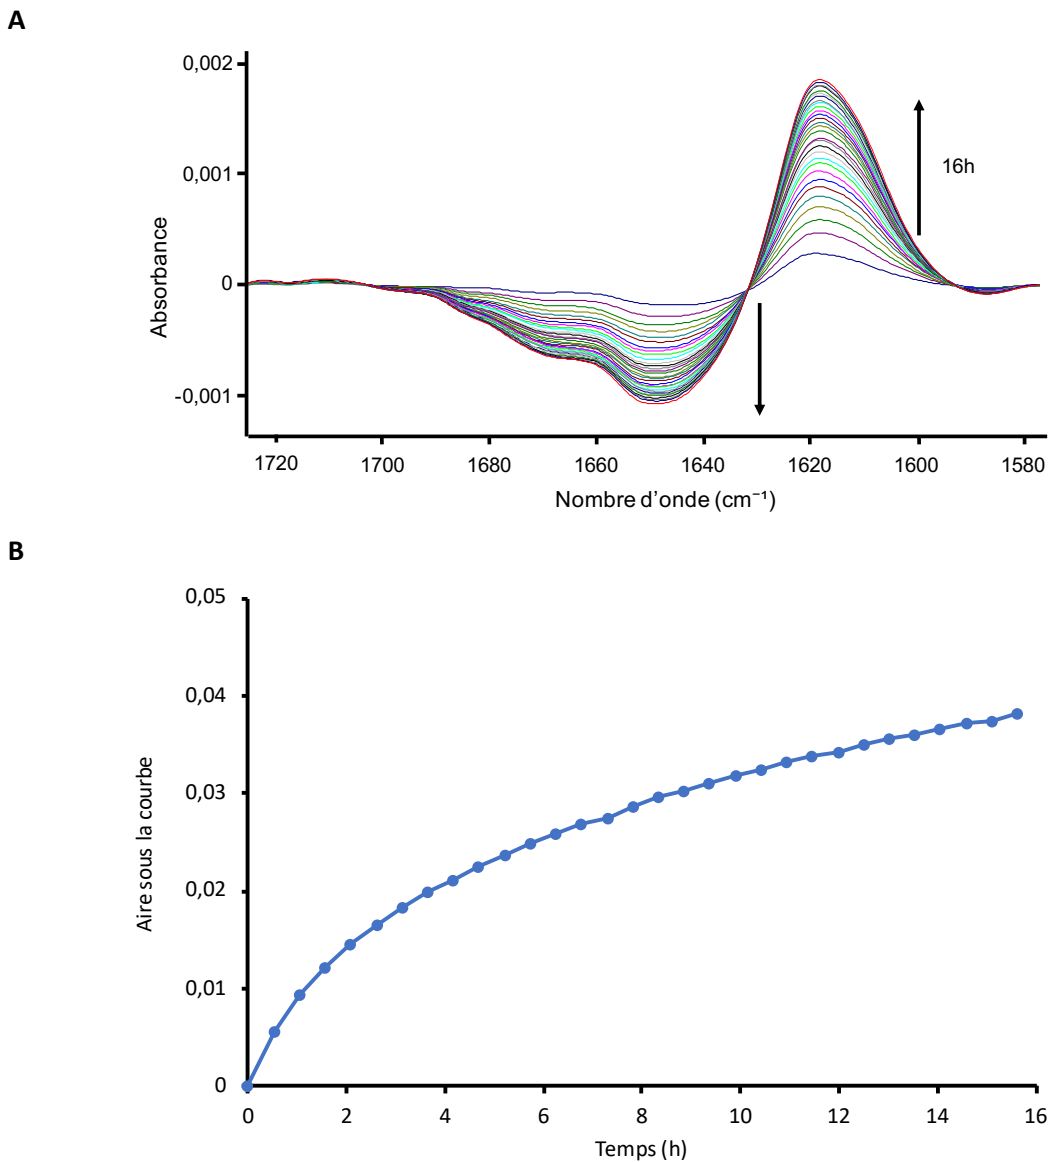 A
0,002
0,001
0
-0,001
Absorbance
16h
1720 1700 1680 1660 1640 1620 1600 1580
Nombre d’onde (cm⁻¹)
B
0,05
0,04
0,03
0,02
0,01
0
Aire sous la courbe
0 2 4 6 8 10 12 14 16
Temps (h)